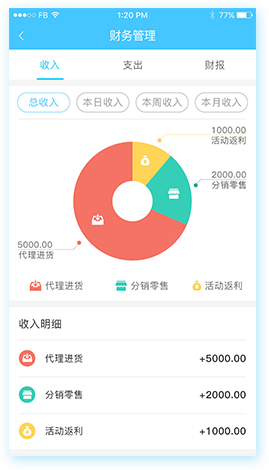 FB 1:20 PM 77%
财务管理
收入 支出 财报
总收入 本日收入 本周收入 本月收入
1000.00
活动返利
2000.00
分销零售
5000.00
代理进货
代理进货 分销零售 活动返利
收入明细
代理进货 +5000.00
分销零售 +2000.00
活动返利 +1000.00